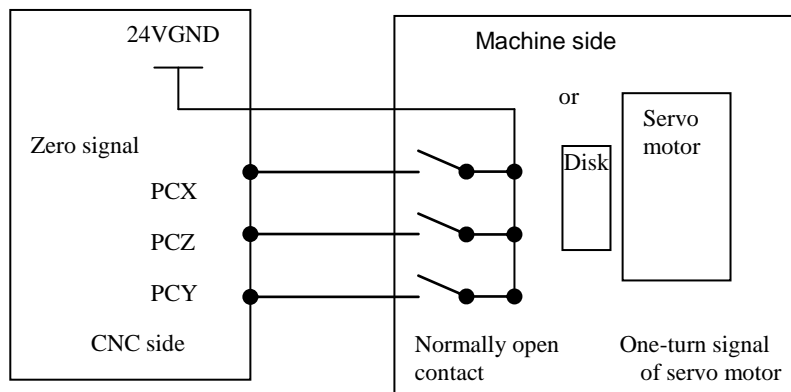 24VGND
Machine side
or
Servo
motor
Zero signal
Disk
PCX
PCZ
PCY
CNC side
Normally open
contact
One-turn signal
of servo motor